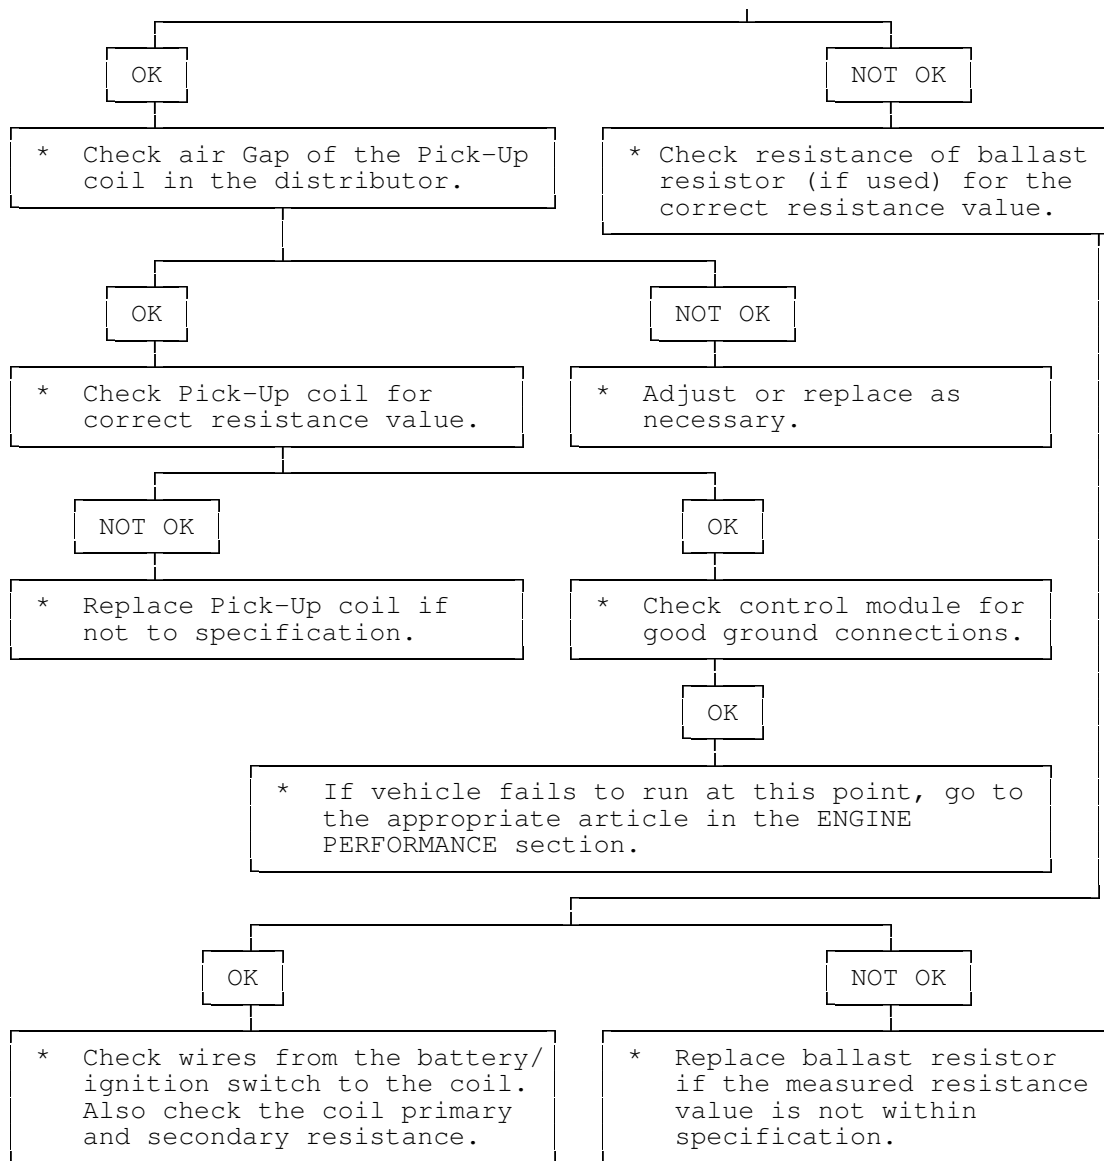 OK
NOT OK
* Check air Gap of the Pick-Up
coil in the distributor.
* Check resistance of ballast
resistor (if used) for the
correct resistance value.
OK
NOT OK
* Check Pick-Up coil for
correct resistance value.
* Adjust or replace as
necessary.
NOT OK
OK
* Replace Pick-Up coil if
not to specification.
* Check control module for
good ground connections.
OK
* If vehicle fails to run at this point, go to
the appropriate article in the ENGINE
PERFORMANCE section.
OK
NOT OK
* Check wires from the battery/
ignition switch to the coil.
Also check the coil primary
and secondary resistance.
* Replace ballast resistor
if the measured resistance
value is not within
specification.